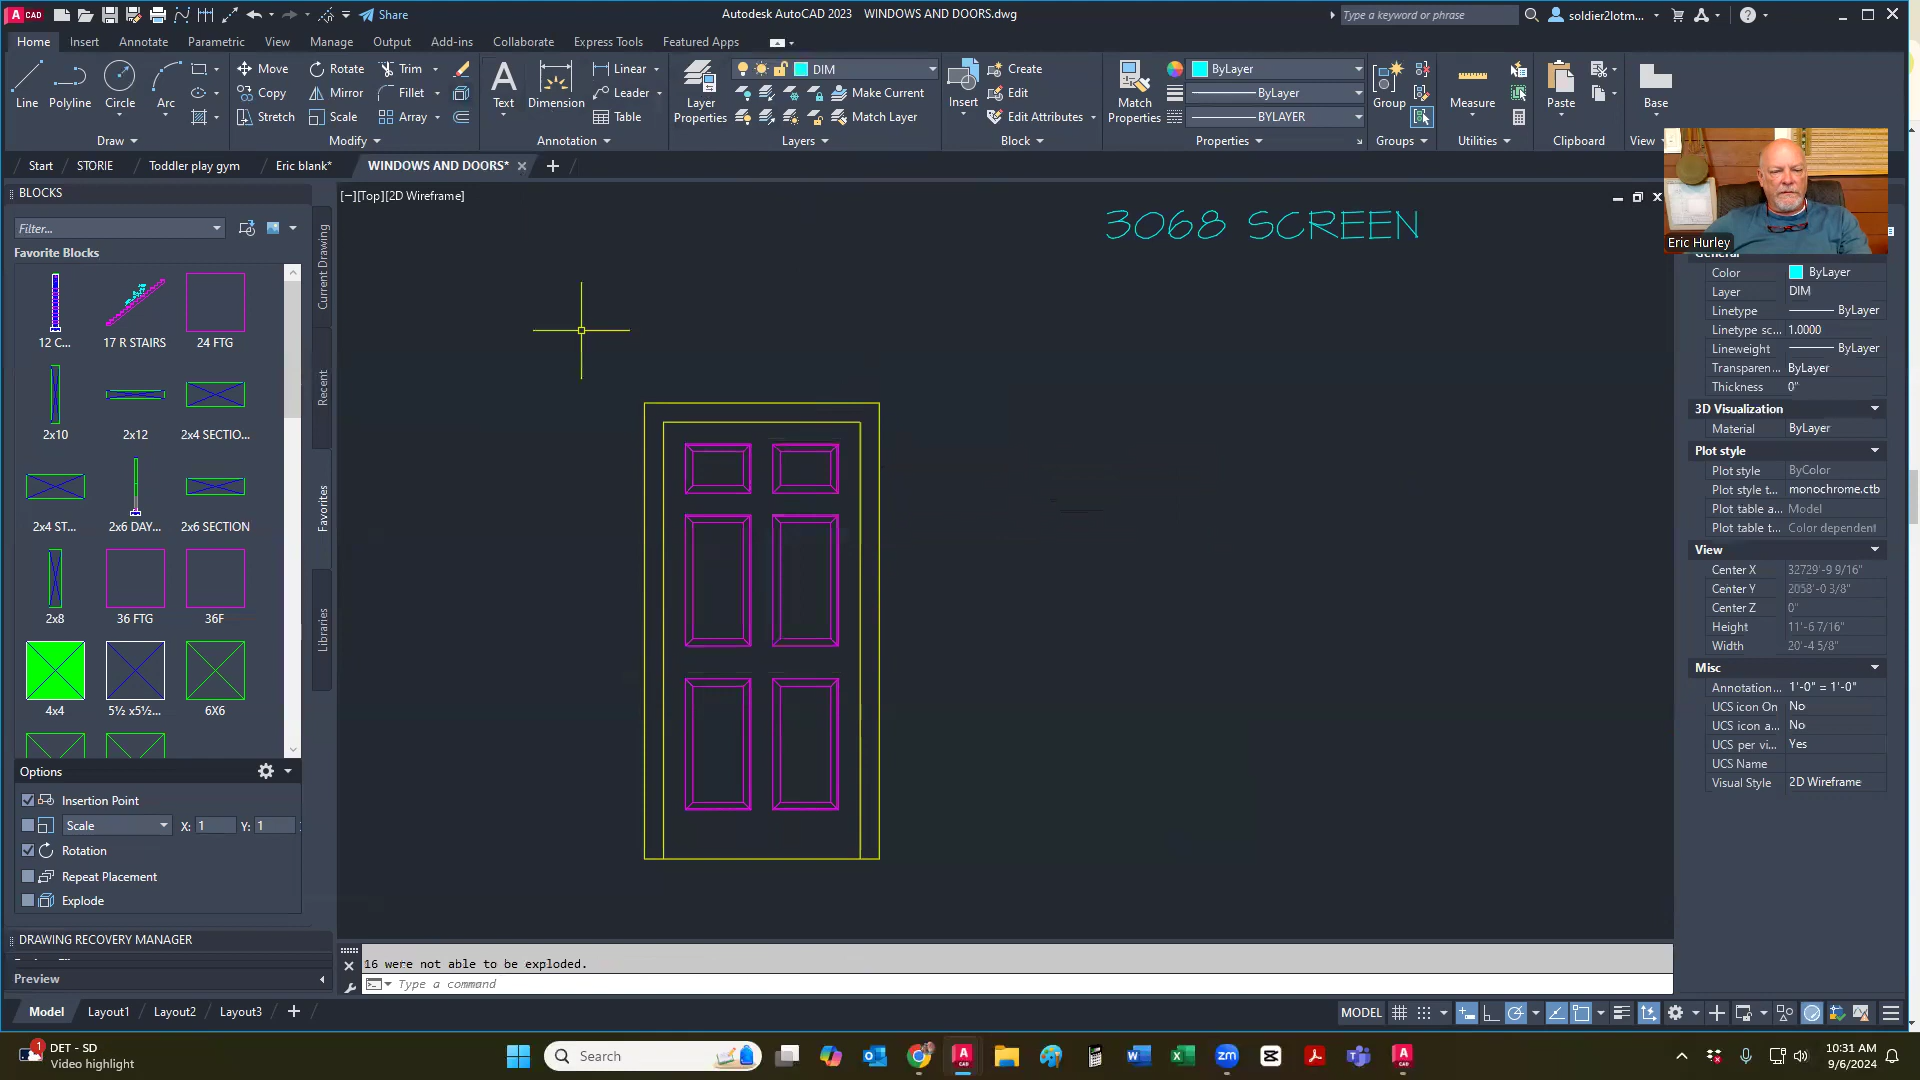 CAD
Share
Autodesk AutoCAD 2023 WINDOWS AND DOORS.dwg
Type a keyword or phrase
soldier2lotm...
Home Insert Annotate Parametric View Manage Output Add-ins Collaborate Express Tools Featured Apps
Line Polyline Circle Arc
Move Rotate Trim
Copy Mirror Fillet
Stretch Scale Array
Text Dimension
Linear
Leader
Table
Layer Properties
DIM
Make Current
Match Layer
Insert
Create
Edit
Edit Attributes
Match Properties
ByLayer
ByLayer
BYLAYER
Group Measure Paste Base
Draw Modify Annotation Layers Block Properties Groups Utilities Clipboard View
Start STORIE Toddler play gym Eric blank* WINDOWS AND DOORS*
BLOCKS
Filter...
Favorite Blocks
12 C... 17 R STAIRS 24 FTG
2x10 2x12 2x4 SECTIO...
2x4 ST... 2x6 DAY... 2x6 SECTION
2x8 36 FTG 36F
4x4 5½ x5½... 6X6
Current Drawing
Recent
Favorites
Libraries
Options
Insertion Point
Scale X: 1 Y: 1
Rotation
Repeat Placement
Explode
DRAWING RECOVERY MANAGER
Preview
[−][Top][2D Wireframe]
3068 SCREEN
Eric Hurley
General
Color ByLayer
Layer DIM
Linetype ByLayer
Linetype sc... 1.0000
Lineweight ByLayer
Transparen... ByLayer
Thickness 0"
3D Visualization
Material ByLayer
Plot style
Plot style ByColor
Plot style t... monochrome.ctb
Plot table a... Model
Plot table t... Color dependent
View
Center X 32729'-9 9/16"
Center Y 2058'-0 3/8"
Center Z 0"
Height 11'-6 7/16"
Width 20'-4 5/8"
Misc
Annotation... 1'-0" = 1'-0"
UCS icon On No
UCS icon a... No
UCS per vi... Yes
UCS Name
Visual Style 2D Wireframe
16 were not able to be exploded.
Type a command
Model Layout1 Layout2 Layout3
MODEL
1
DET - SD
Video highlight
Search
10:31 AM
9/6/2024